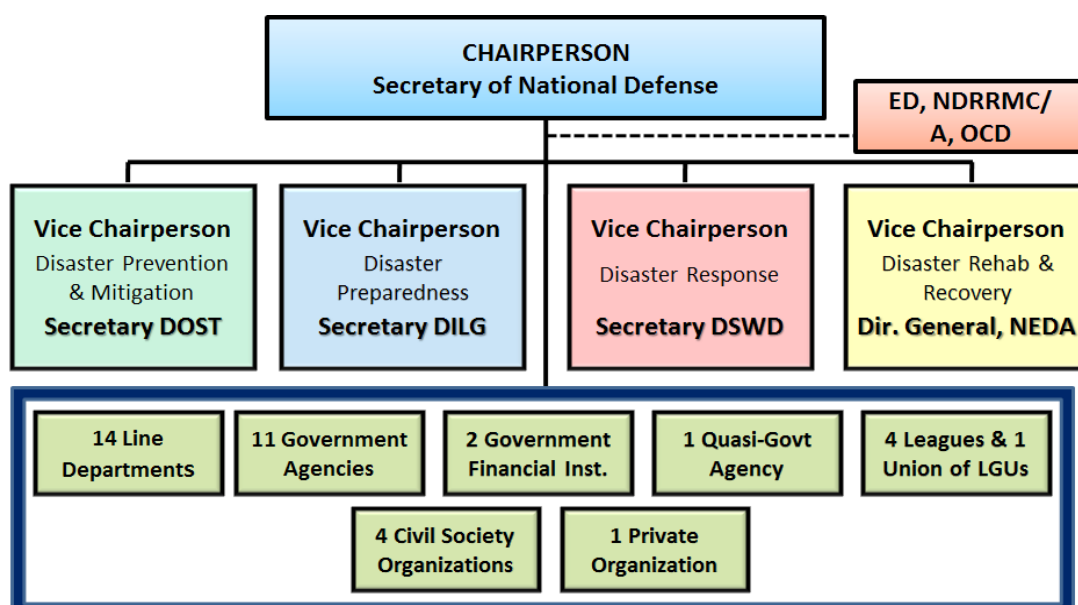 CHAIRPERSON
Secretary of National Defense
ED, NDRRMC/
A, OCD
Vice Chairperson
Disaster Prevention
& Mitigation
Secretary DOST
Vice Chairperson
Disaster
Preparedness
Secretary DILG
Vice Chairperson
Disaster Response
Secretary DSWD
Vice Chairperson
Disaster Rehab &
Recovery
Dir. General, NEDA
14 Line
Departments
11 Government
Agencies
2 Government
Financial Inst.
1 Quasi-Govt
Agency
4 Leagues & 1
Union of LGUs
4 Civil Society
Organizations
1 Private
Organization